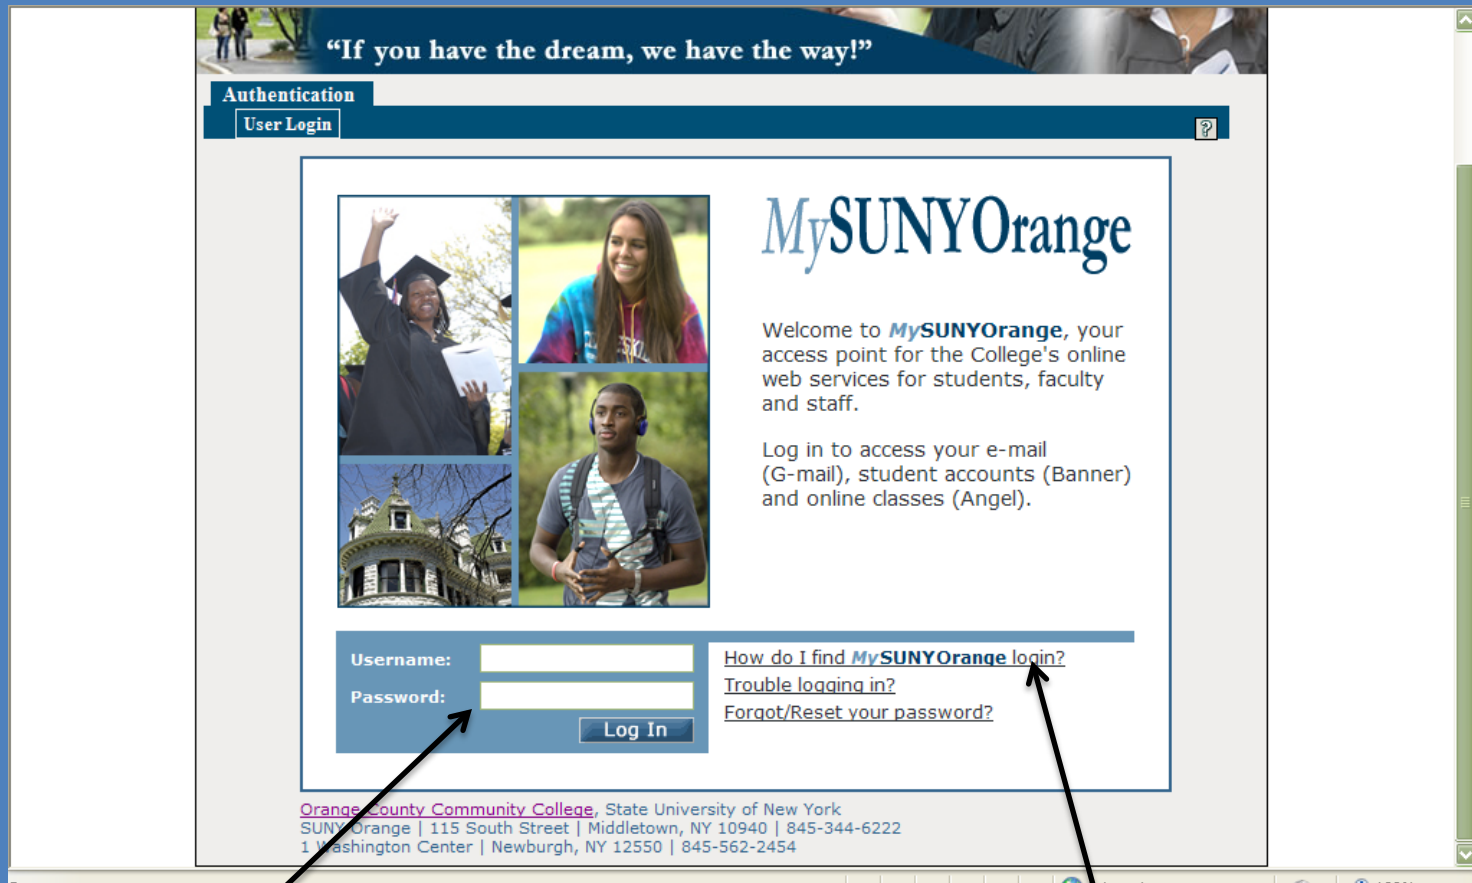 “If you have the dream, we have the way!”
Authentication
User Login
?
MySUNYOrange
Welcome to MySUNYOrange, your
access point for the College's online
web services for students, faculty
and staff.
Log in to access your e-mail
(G-mail), student accounts (Banner)
and online classes (Angel).
Username:
Password:
Log In
How do I find MySUNYOrange login?
Trouble logging in?
Forgot/Reset your password?
Orange County Community College, State University of New York
SUNY Orange | 115 South Street | Middletown, NY 10940 | 845-344-6222
1 Washington Center | Newburgh, NY 12550 | 845-562-2454